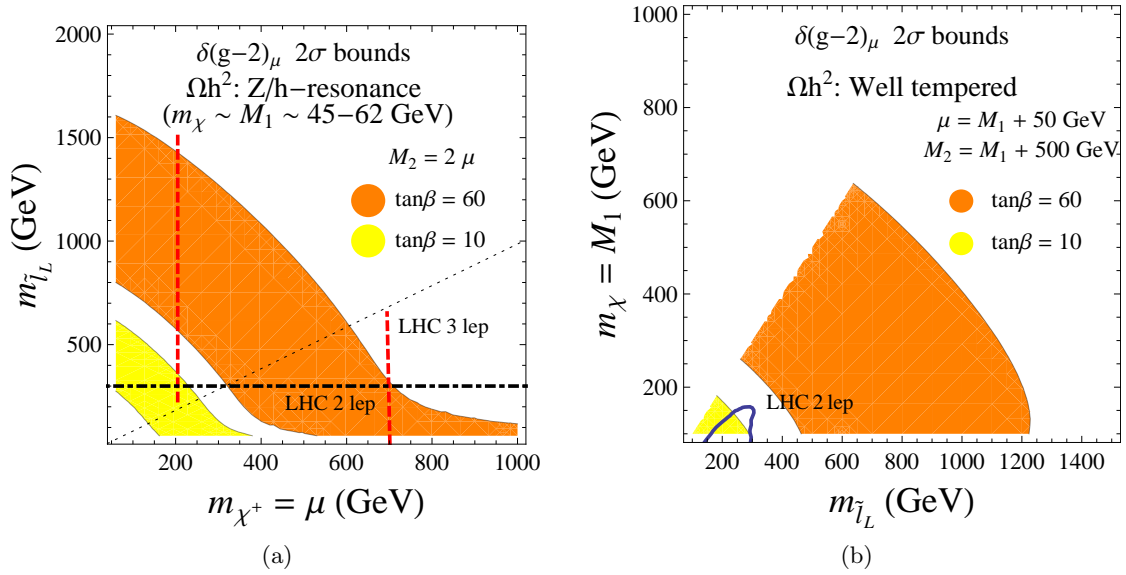 δ(g−2)μ 2σ bounds
Ωh²: Z/h−resonance
(mχ ~ M₁ ~ 45−62 GeV)
M₂ = 2 μ
tanβ = 60
tanβ = 10
LHC 3 lep
LHC 2 lep
2000
1500
1000
500
200
400
600
800
1000
m_{l̃_L} (GeV)
m_{χ⁺} = μ (GeV)
(a)
δ(g−2)μ 2σ bounds
Ωh²: Well tempered
μ = M₁ + 50 GeV
M₂ = M₁ + 500 GeV
tanβ = 60
tanβ = 10
LHC 2 lep
1000
800
600
400
200
200
400
600
800
1000
1200
1400
mχ = M₁ (GeV)
m_{l̃_L} (GeV)
(b)